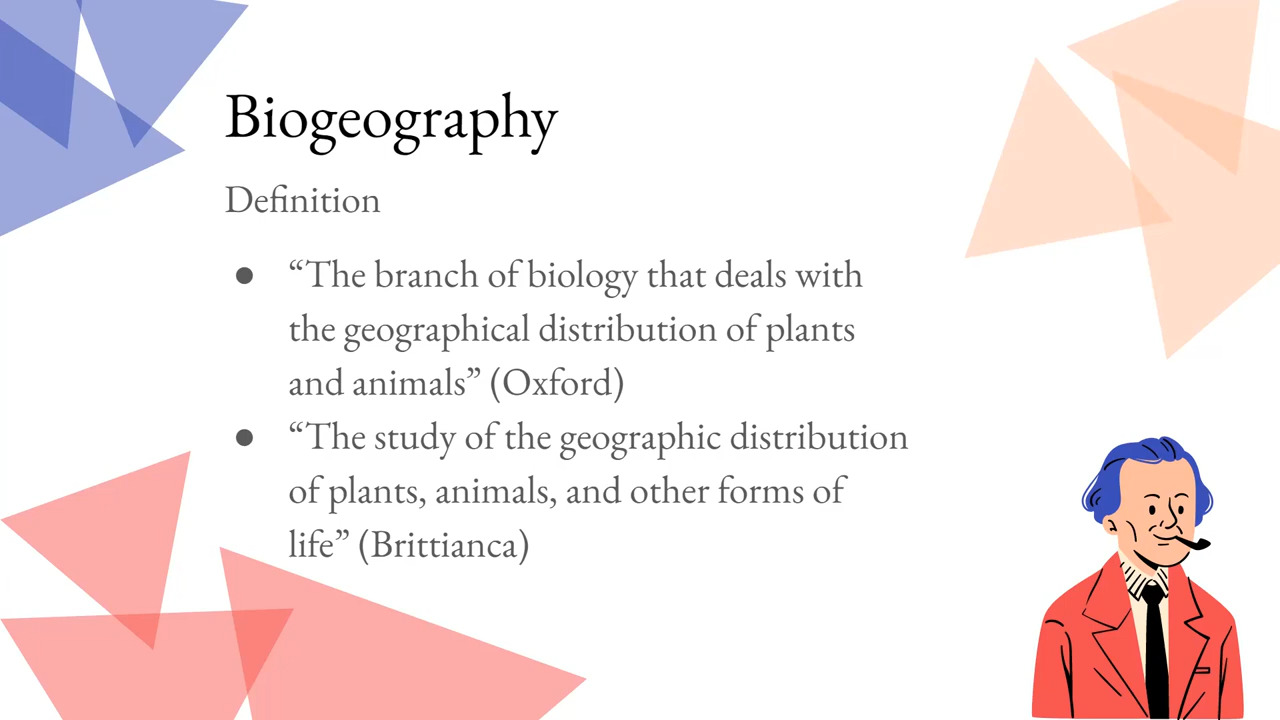 Biogeography
Definition
● “The branch of biology that deals with
the geographical distribution of plants
and animals” (Oxford)
● “The study of the geographic distribution
of plants, animals, and other forms of
life” (Brittianca)